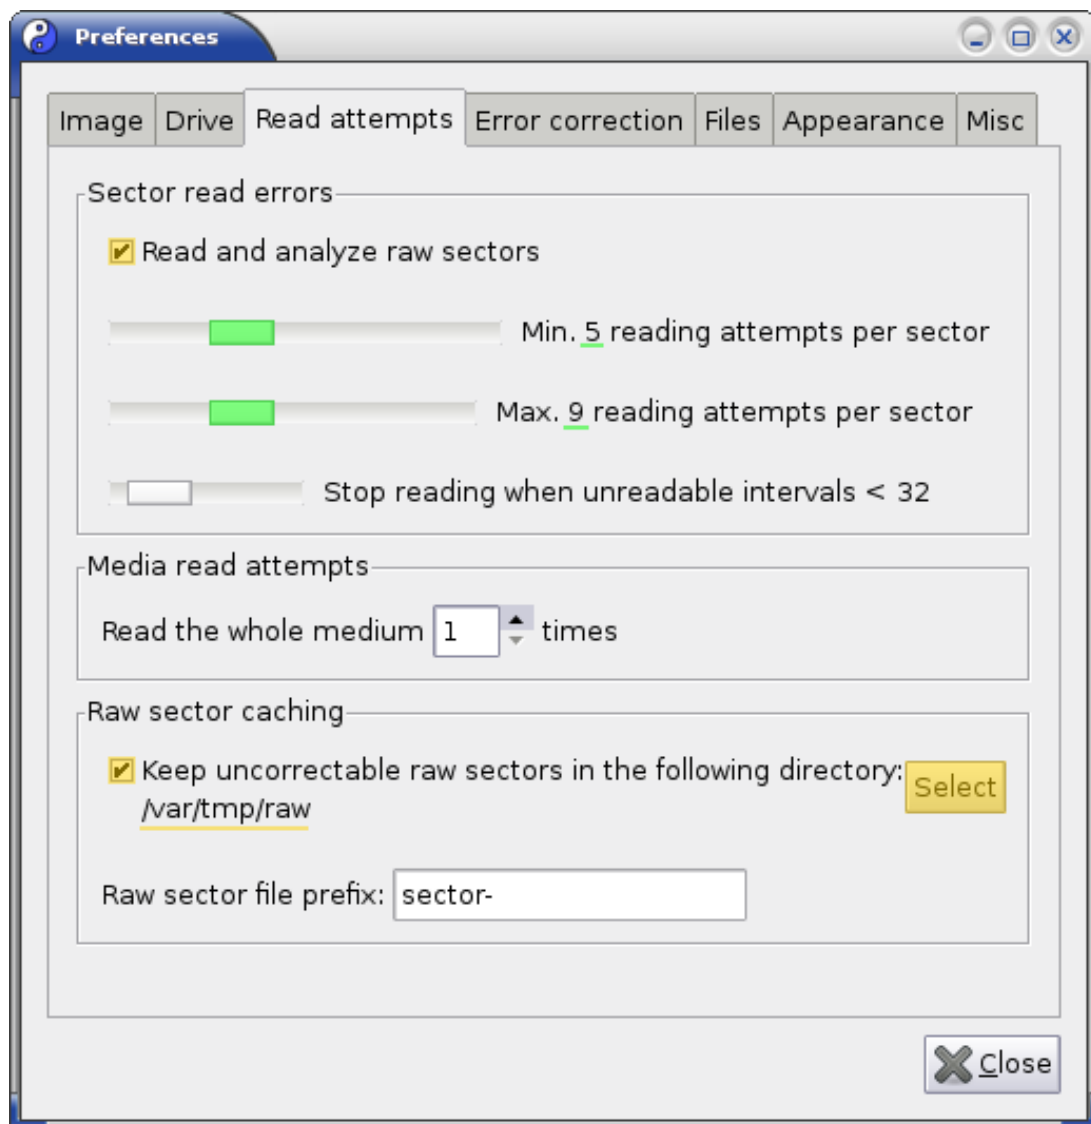 Preferences
Image Drive Read attempts Error correction Files Appearance Misc
Sector read errors
Read and analyze raw sectors
Min. 5 reading attempts per sector
Max. 9 reading attempts per sector
Stop reading when unreadable intervals < 32
Media read attempts
Read the whole medium 1 times
Raw sector caching
Keep uncorrectable raw sectors in the following directory: Select
/var/tmp/raw
Raw sector file prefix: sector-
Close